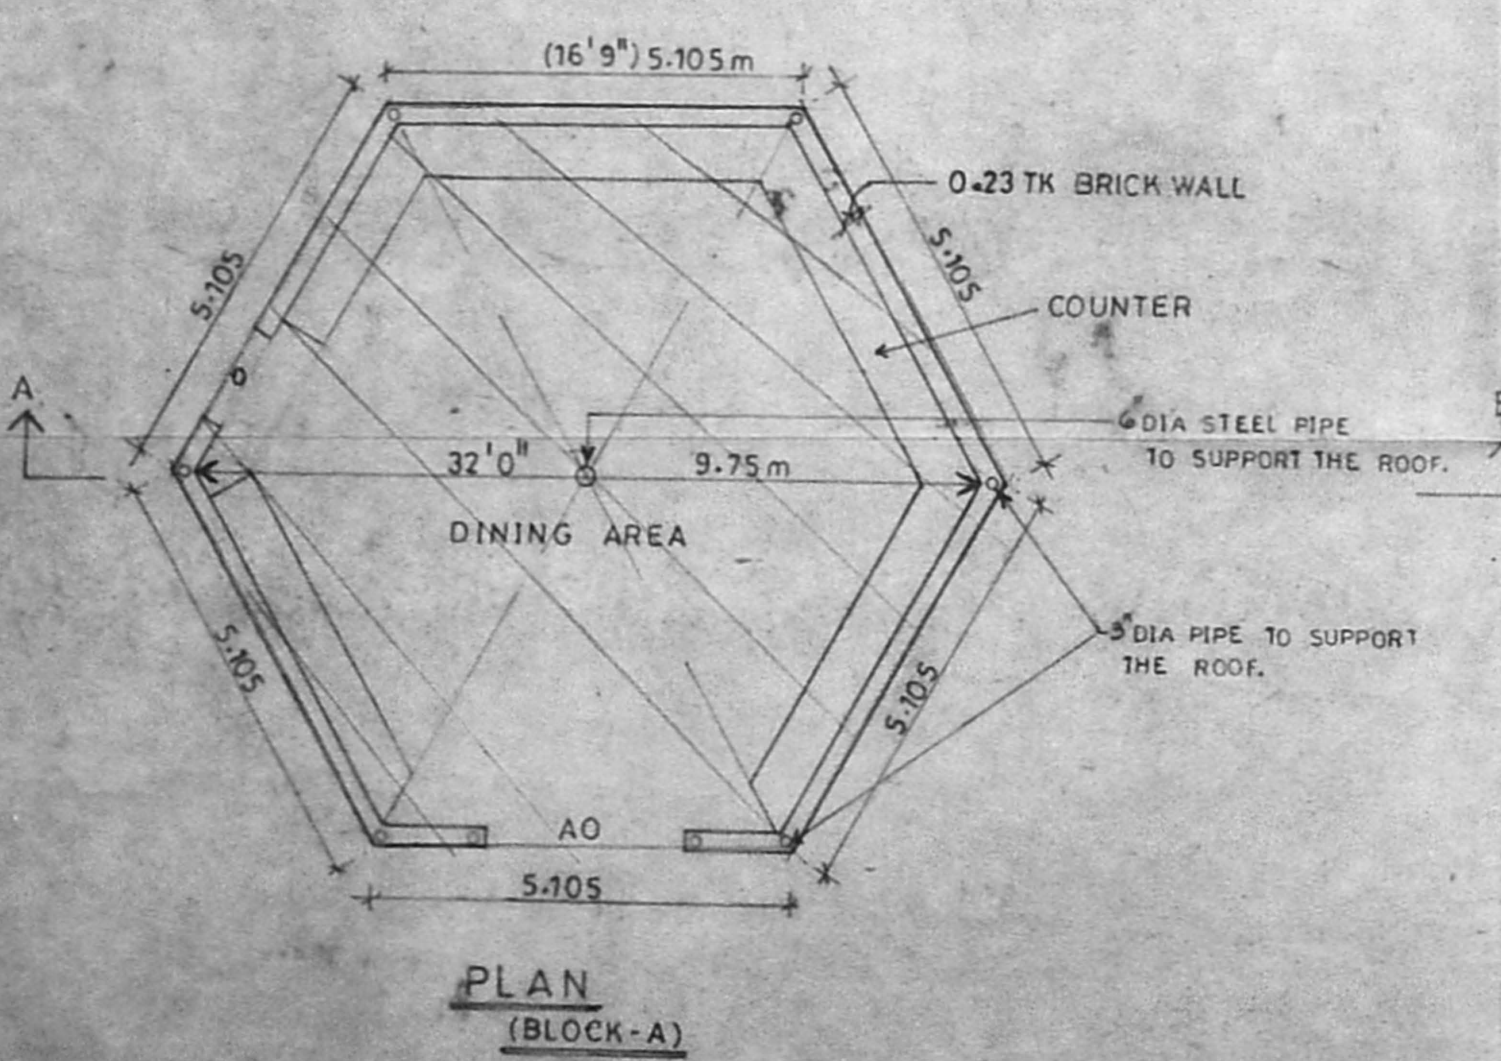 (16'9") 5.105m
0.23 TK BRICK WALL
5.105
5.105
COUNTER
A
O
6" DIA STEEL PIPE
TO SUPPORT THE ROOF.
32'0" 9.75m
DINING AREA
3" DIA PIPE TO SUPPORT
THE ROOF.
5.105
5.105
AO
5.105
PLAN
(BLOCK-A)